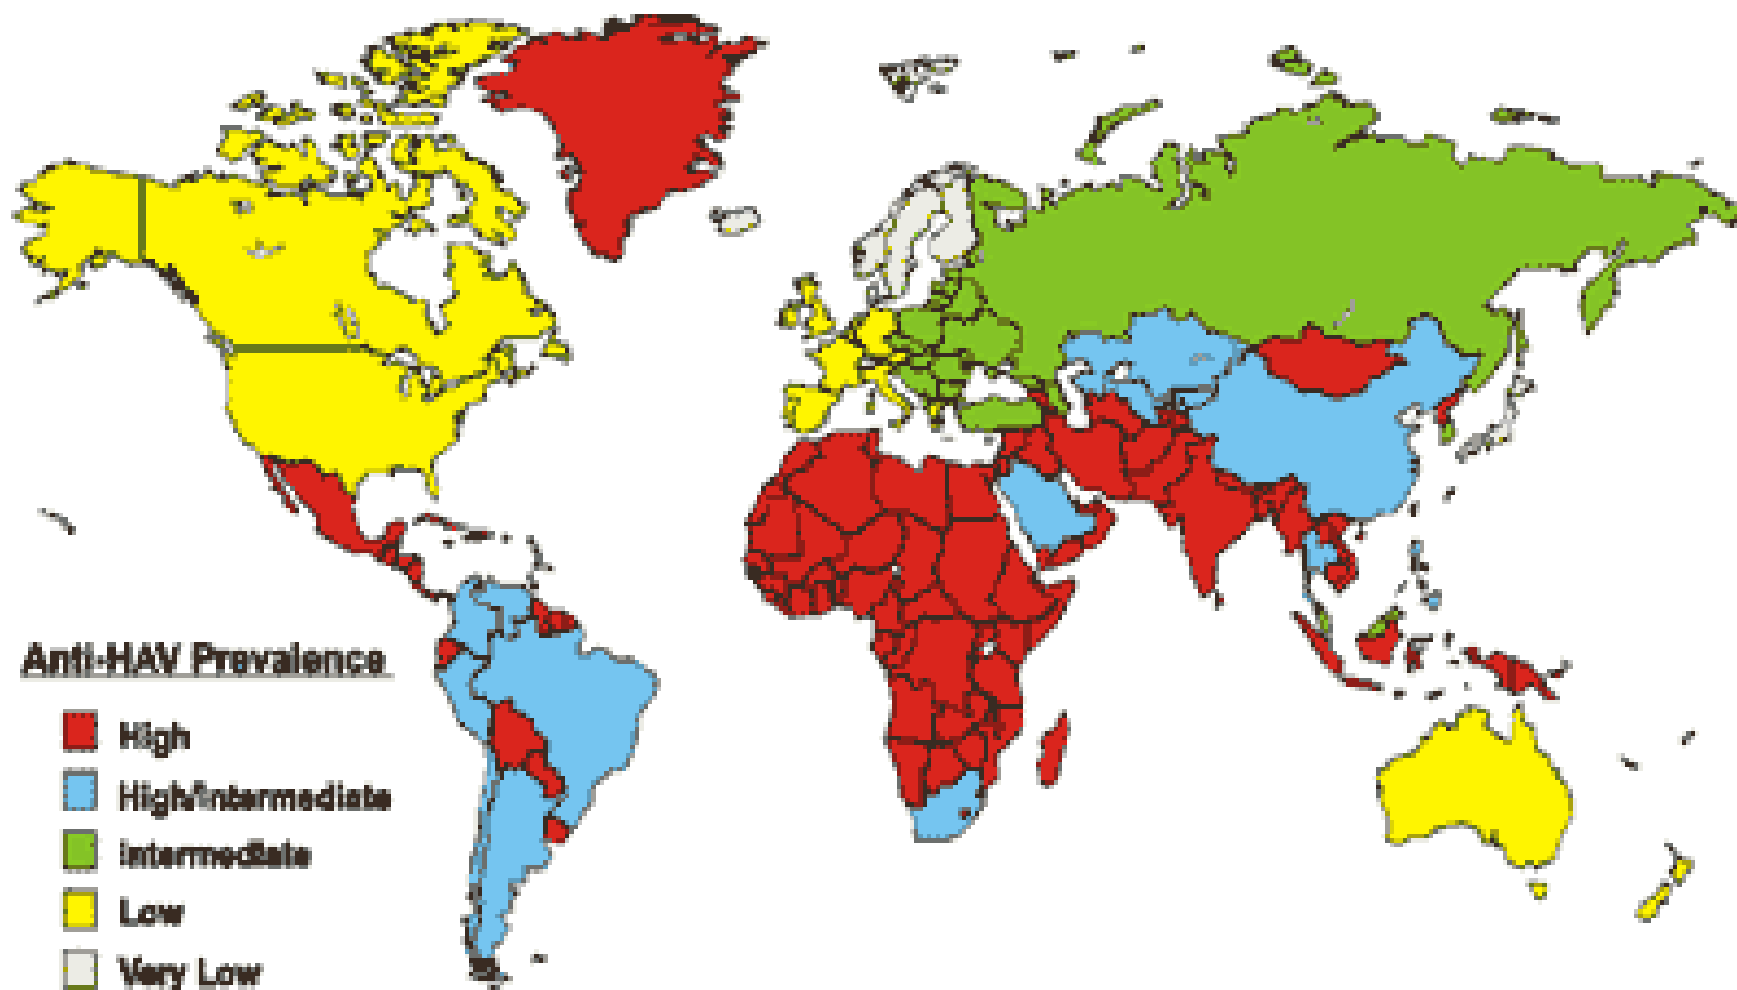 Anti-HAV Prevalence
High
High/Intermediate
Intermediate
Low
Very Low